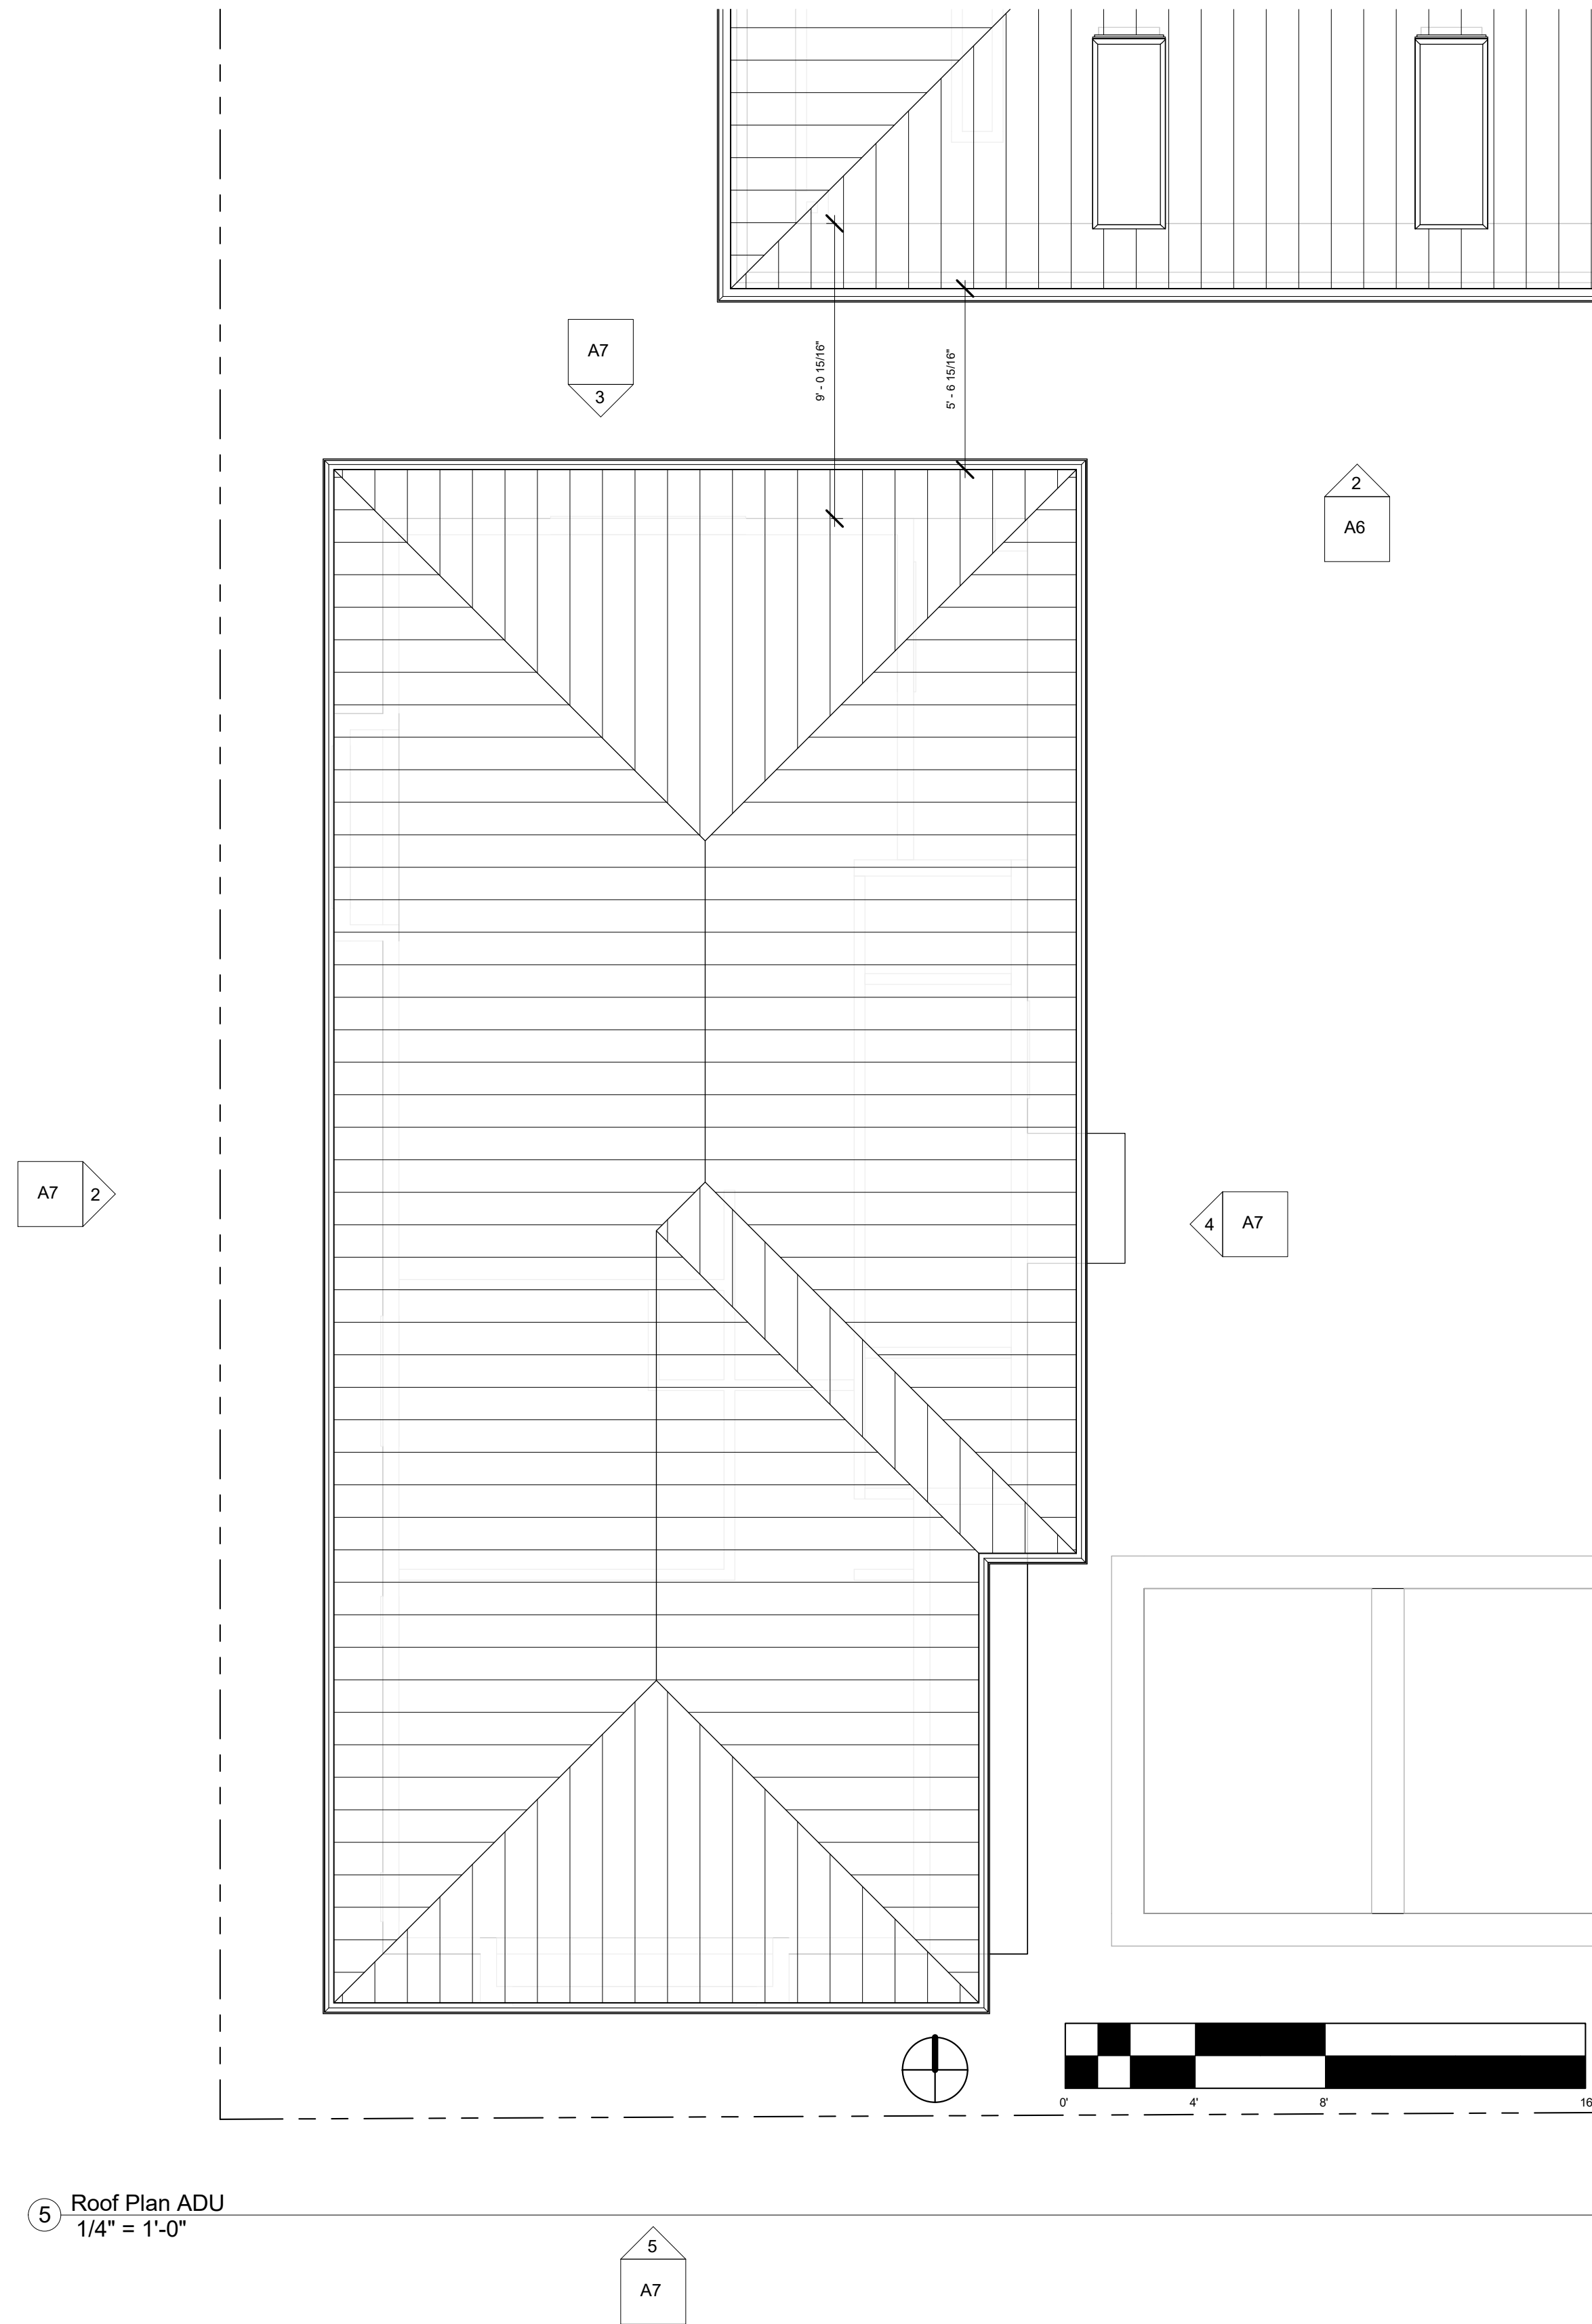 A7
3
9' - 0 15/16"
5' - 6 15/16"
2
A6
A7
2
4
A7
0'
4'
8'
16
5
Roof Plan ADU
1/4" = 1'-0"
5
A7